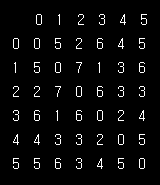 0 1 2 3 4 5
0 0 5 2 6 4 5
1 5 0 7 1 3 6
2 2 7 0 6 3 3
3 6 1 6 0 2 4
4 4 3 3 2 0 5
5 5 6 3 4 5 0